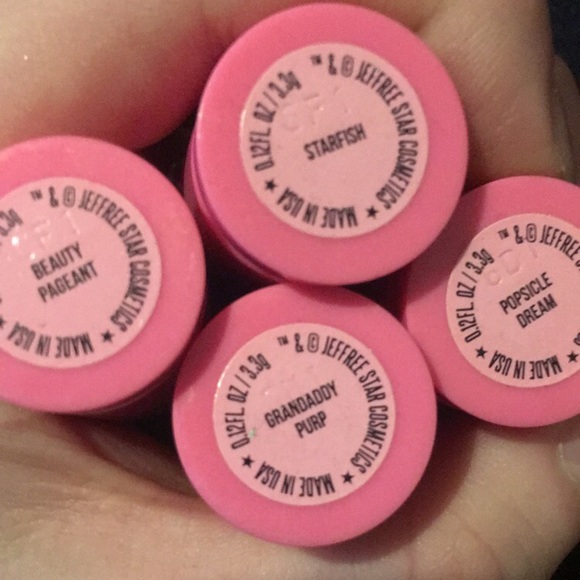 ™ & © JEFFREE STAR COSMETICS
★ MADE IN USA ★
0.12FL OZ / 3.3g
STARFISH
™ & © JEFFREE STAR COSMETICS
★ MADE IN USA ★
3.3g
BEAUTY
PAGEANT
™ & © JEFFREE STAR COSMETICS
★ MADE IN USA ★
0.12FL OZ / 3.3g
GRANDADDY
PURP
™ & © JEFFREE
MADE IN USA ★
0.12FL OZ / 3.3g
POPSICLE
DREAM